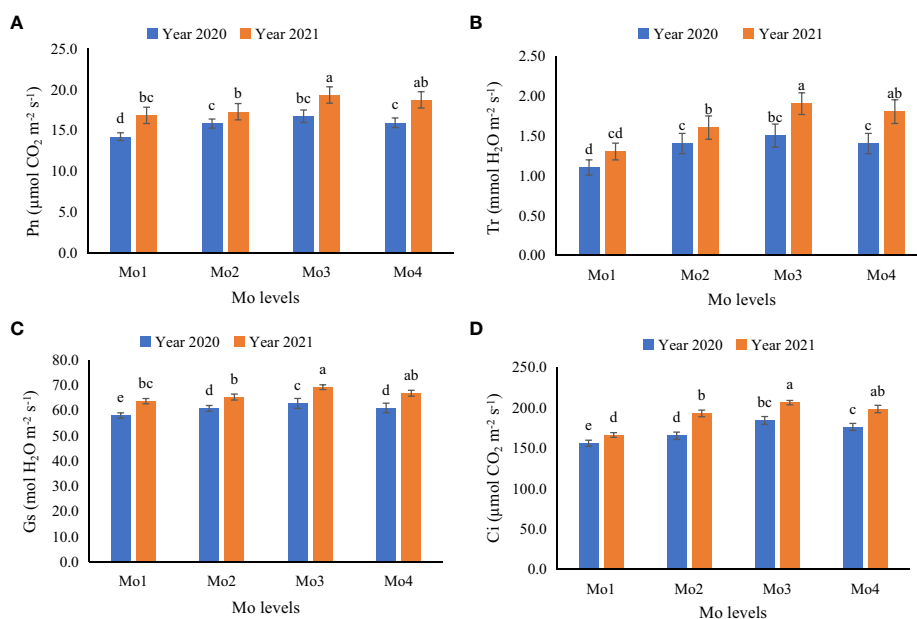 A
Year 2020 Year 2021
25.0
20.0
15.0
10.0
5.0
0.0
Pn (µmol CO₂ m⁻² s⁻¹)
d bc c b bc a c ab
Mo1 Mo2 Mo3 Mo4
Mo levels
B
Year 2020 Year 2021
2.50
2.00
1.50
1.00
0.50
0.00
Tr (mmol H₂O m⁻² s⁻¹)
d cd c b bc a c ab
Mo1 Mo2 Mo3 Mo4
Mo levels
C
Year 2020 Year 2021
80.0
70.0
60.0
50.0
40.0
30.0
20.0
10.0
0.0
Gs (mol H₂O m⁻² s⁻¹)
e bc d b c a d ab
Mo1 Mo2 Mo3 Mo4
Mo levels
D
Year 2020 Year 2021
250.0
200.0
150.0
100.0
50.0
0.0
Ci (µmol CO₂ m⁻² s⁻¹)
e d d b bc a c ab
Mo1 Mo2 Mo3 Mo4
Mo levels